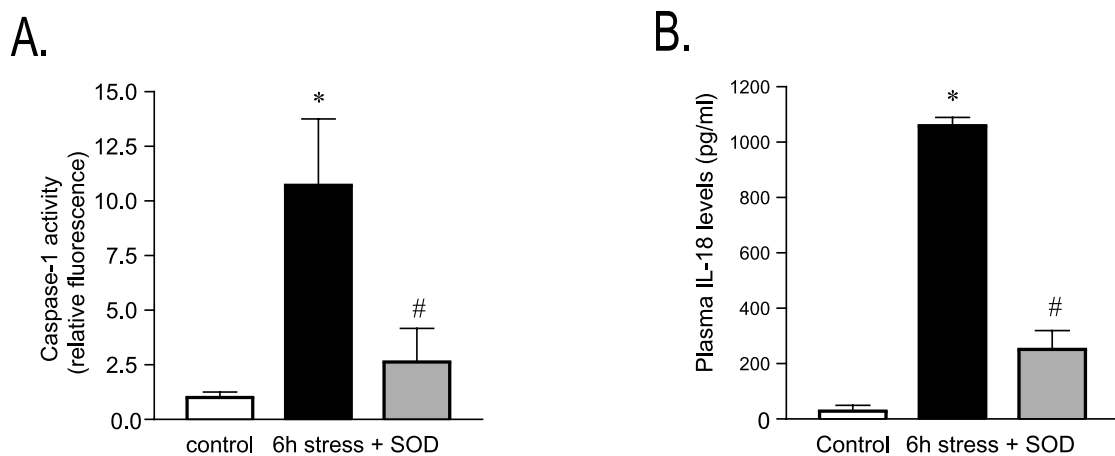 A.
Caspase-1 activity
(relative fluorescence)
15.0
12.5
10.0
7.5
5.0
2.5
0.0
*
#
control 6h stress + SOD
B.
Plasma IL-18 levels (pg/ml)
1200
1000
800
600
400
200
0
*
#
Control 6h stress + SOD